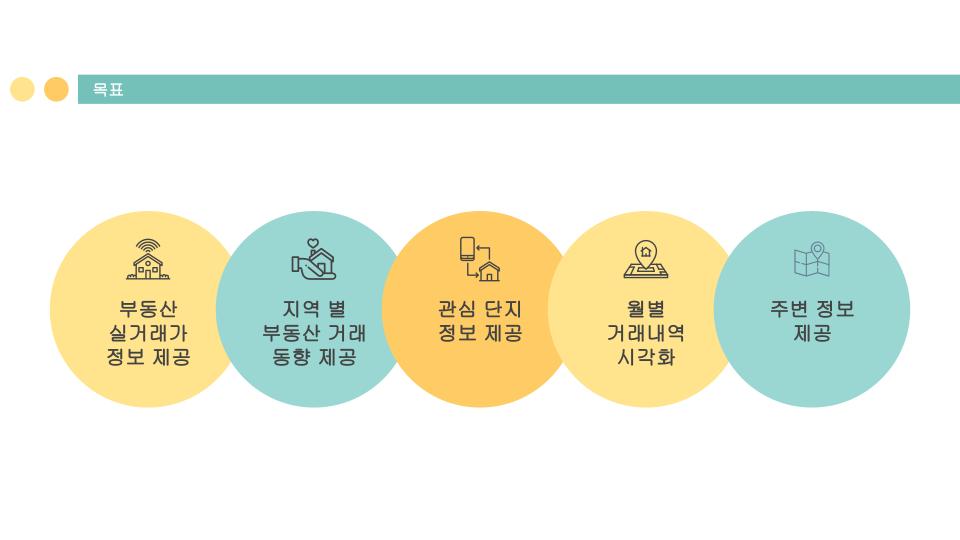 목표
부동산
실거래가
정보 제공
지역 별
부동산 거래
동향 제공
관심 단지
정보 제공
월별
거래내역
시각화
주변 정보
제공